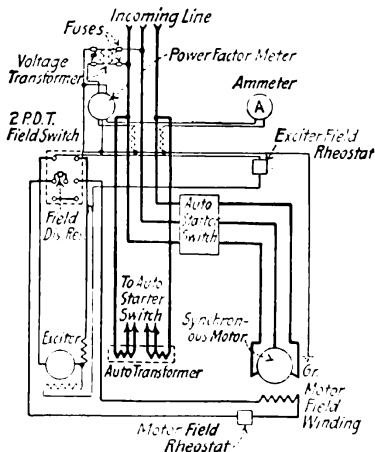 Incoming Line
Fuses
Voltage
Transformer
Power Factor Meter
Ammeter
A
2 P.D.T.
Field Switch
Exciter Field
Rheostat
Auto
Starter
Switch
Field
Dis. Res.
To Auto
Starter
Switch
Synchron-
ous Motor
Exciter
Auto Transformer
Gr.
Motor
Field
Winding
Motor Field
Rheostat